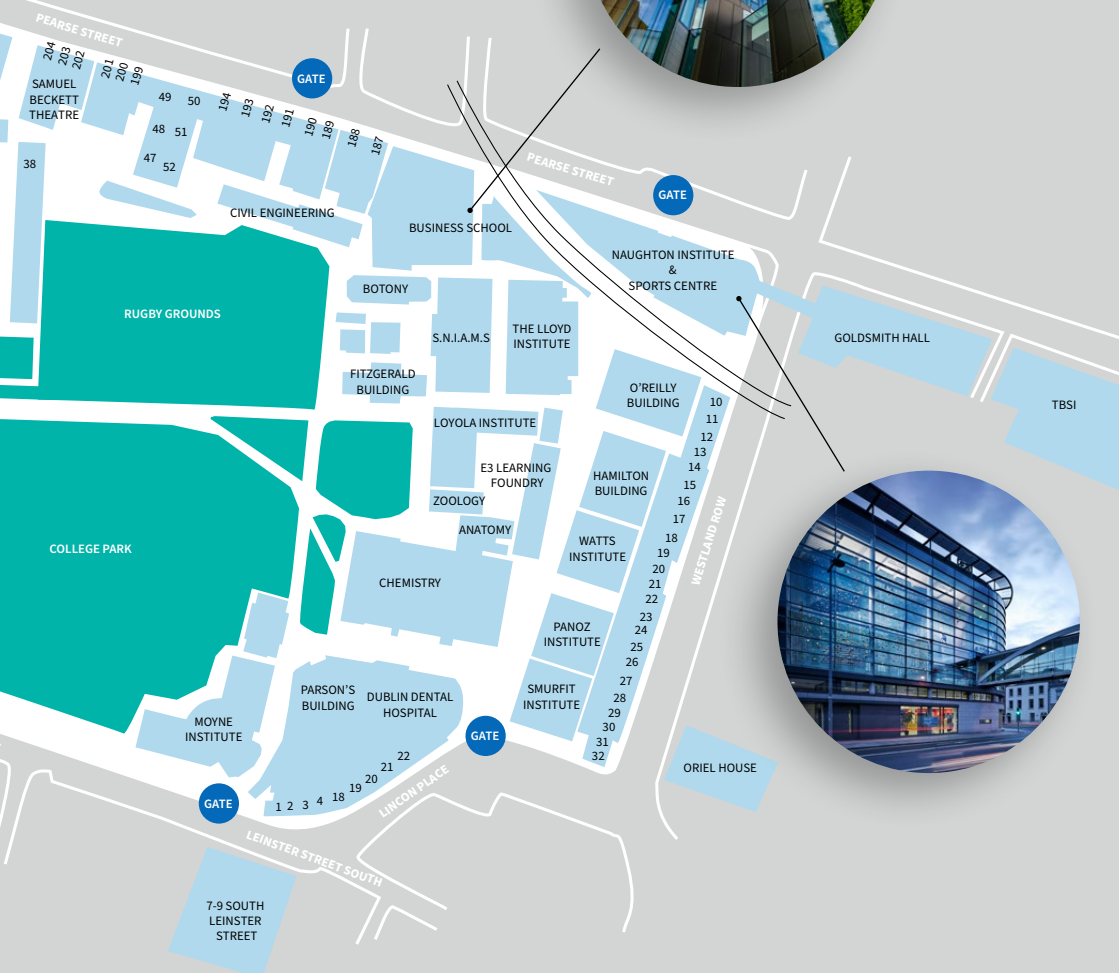 PEARSE STREET
204
203
202
201
200
199
SAMUEL
BECKETT
THEATRE
49
50
48
51
47
52
194
193
192
191
190
189
188
187
GATE
38
CIVIL ENGINEERING
BUSINESS SCHOOL
PEARSE STREET
GATE
NAUGHTON INSTITUTE
&
SPORTS CENTRE
GOLDSMITH HALL
TBSI
RUGBY GROUNDS
BOTONY
S.N.I.A.M.S
THE LLOYD
INSTITUTE
FITZGERALD
BUILDING
O'REILLY
BUILDING
LOYOLA INSTITUTE
E3 LEARNING
FOUNDRY
ZOOLOGY
ANATOMY
HAMILTON
BUILDING
WATTS
INSTITUTE
10
11
12
13
14
15
16
17
18
19
20
21
22
23
24
25
26
27
28
29
30
31
32
WESTLAND ROW
COLLEGE PARK
CHEMISTRY
PANOZ
INSTITUTE
SMURFIT
INSTITUTE
PARSON'S
BUILDING
DUBLIN DENTAL
HOSPITAL
MOYNE
INSTITUTE
GATE
ORIEL HOUSE
1
2
3
4
18
19
20
21
22
LINCON PLACE
GATE
LEINSTER STREET SOUTH
7-9 SOUTH
LEINSTER
STREET